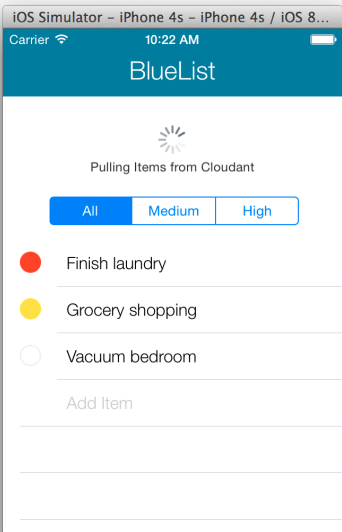 iOS Simulator – iPhone 4s – iPhone 4s / iOS 8...
Carrier 10:22 AM
BlueList
Pulling Items from Cloudant
All Medium High
Finish laundry
Grocery shopping
Vacuum bedroom
Add Item